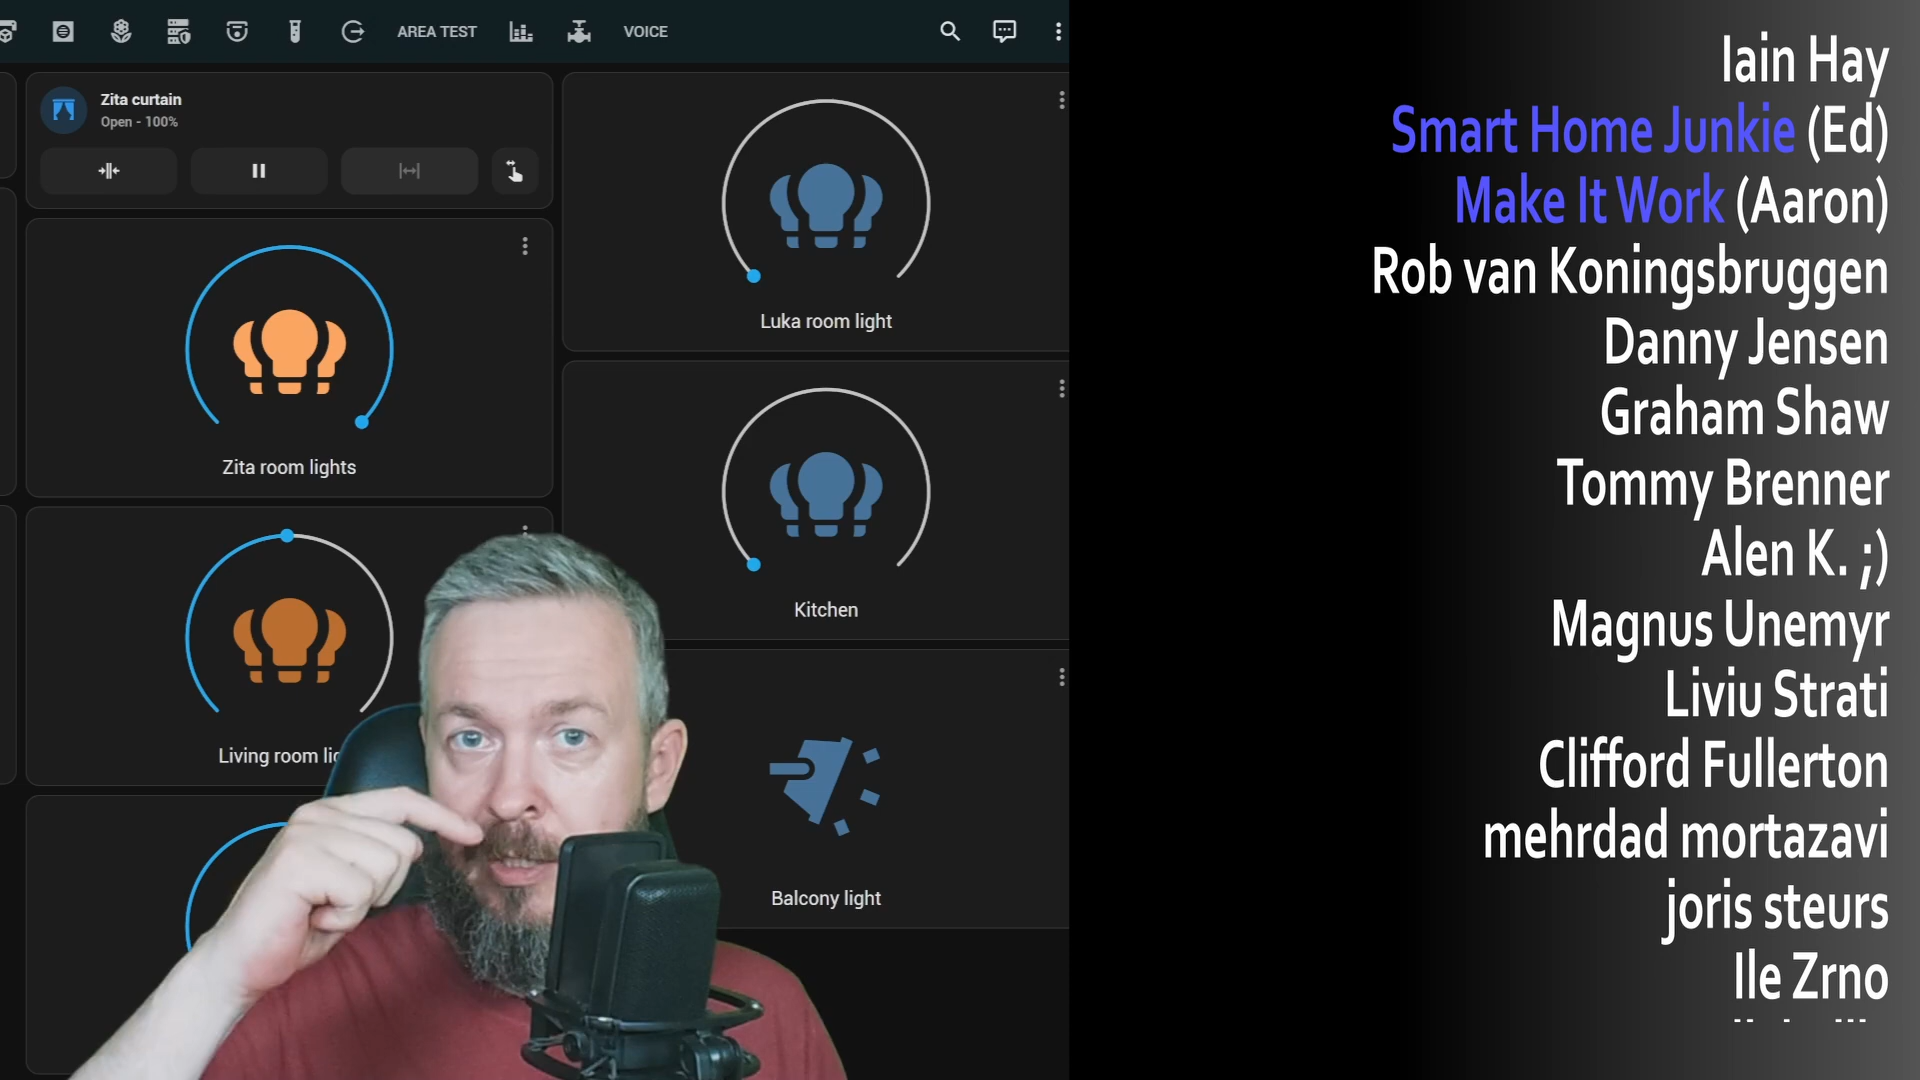 AREA TEST
VOICE
Zita curtain
Open - 100%
Zita room lights
Living room
Luka room light
Kitchen
Balcony light
Iain Hay
Smart Home Junkie (Ed)
Make It Work (Aaron)
Rob van Koningsbruggen
Danny Jensen
Graham Shaw
Tommy Brenner
Alen K. ;)
Magnus Unemyr
Liviu Strati
Clifford Fullerton
mehrdad mortazavi
joris steurs
Ile Zrno